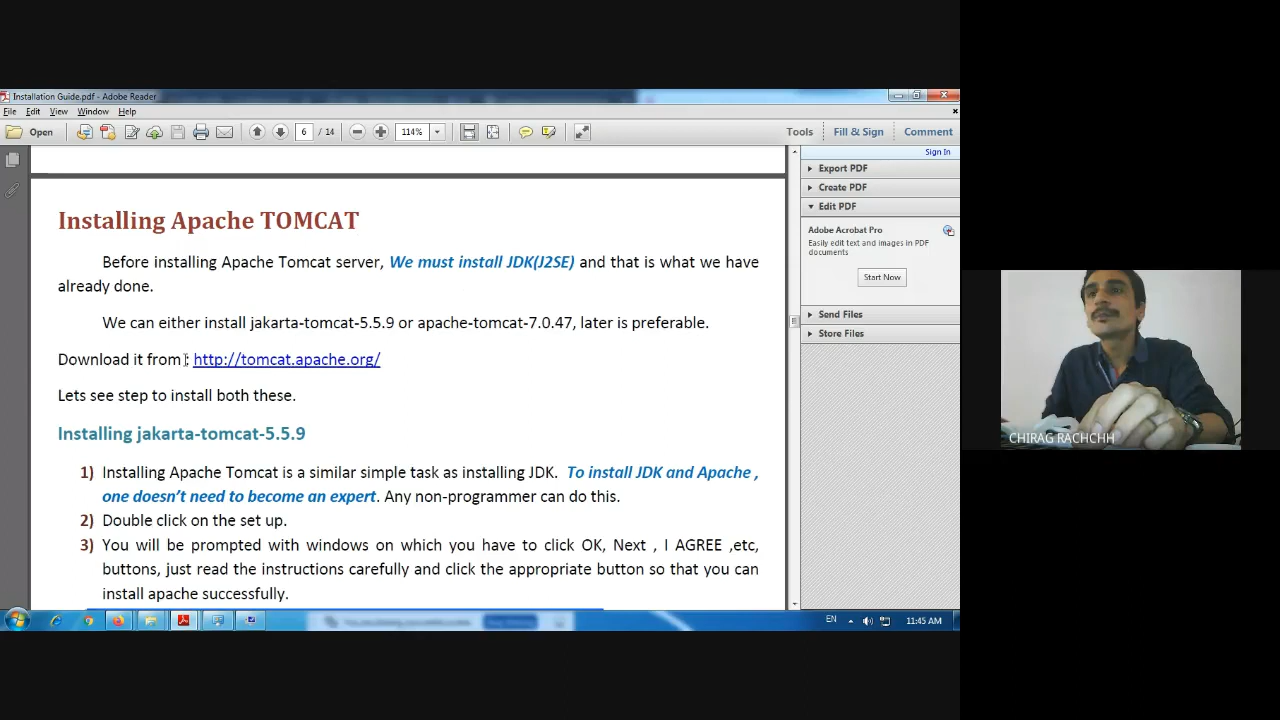 Installation Guide.pdf - Adobe Reader
File Edit View Window Help
Open 6 / 14 114% Tools Fill & Sign Comment
Sign In
Export PDF
Create PDF
Edit PDF
Adobe Acrobat Pro
Easily edit text and images in PDF
documents
Start Now
Send Files
Store Files
Installing Apache TOMCAT
Before installing Apache Tomcat server, We must install JDK(J2SE) and that is what we have
already done.
We can either install jakarta-tomcat-5.5.9 or apache-tomcat-7.0.47, later is preferable.
Download it from : http://tomcat.apache.org/
Lets see step to install both these.
Installing jakarta-tomcat-5.5.9
1) Installing Apache Tomcat is a similar simple task as installing JDK. To install JDK and Apache ,
one doesn't need to become an expert. Any non-programmer can do this.
2) Double click on the set up.
3) You will be prompted with windows on which you have to click OK, Next , I AGREE ,etc,
buttons, just read the instructions carefully and click the appropriate button so that you can
install apache successfully.
EN 11:45 AM
CHIRAG RACHCHH